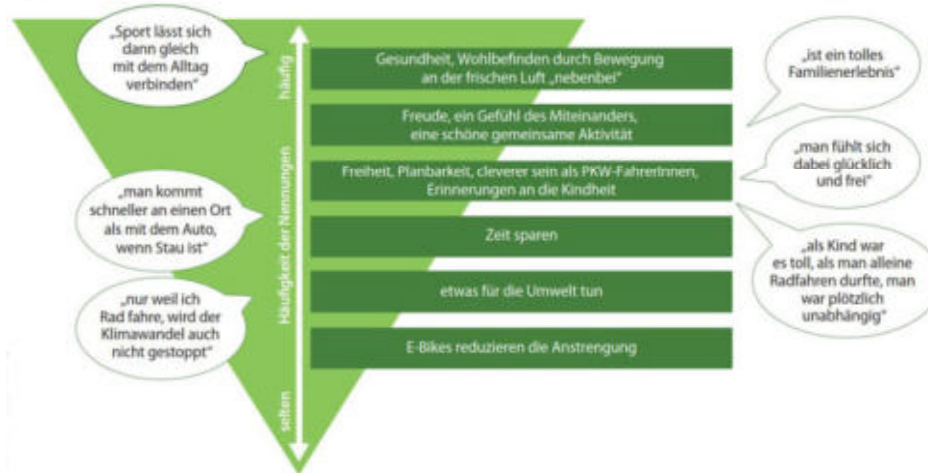 „Sport lässt sich
dann gleich
mit dem Alltag
verbinden“
häufig
Gesundheit, Wohlbefinden durch Bewegung
an der frischen Luft „nebenbei“
„ist ein tolles
Familienerlebnis“
Freude, ein Gefühl des Miteinanders,
eine schöne gemeinsame Aktivität
„man fühlt sich
dabei glücklich
und frei“
Freiheit, Planbarkeit, cleverer sein als PKW-FahrerInnen,
Erinnerungen an die Kindheit
„man kommt
schneller an einen Ort
als mit dem Auto,
wenn Stau ist“
Häufigkeit der Nennungen
Zeit sparen
„als Kind war
es toll, als man alleine
Radfahren durfte, man
war plötzlich
unabhängig“
etwas für die Umwelt tun
„nur weil ich
Rad fahre, wird der
Klimawandel auch
nicht gestoppt“
E-Bikes reduzieren die Anstrengung
selten